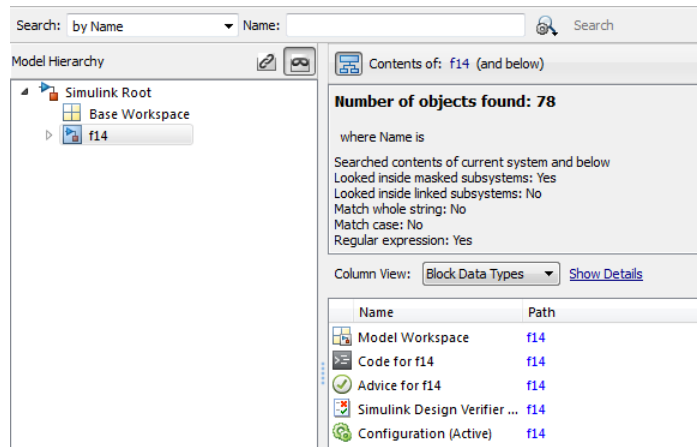 Search: by Name Name: Search
Model Hierarchy
Contents of: f14 (and below)
Simulink Root
Base Workspace
f14
Number of objects found: 78
where Name is
Searched contents of current system and below
Looked inside masked subsystems: Yes
Looked inside linked subsystems: No
Match whole string: No
Match case: No
Regular expression: Yes
Column View: Block Data Types Show Details
Name Path
Model Workspace f14
Code for f14 f14
Advice for f14 f14
Simulink Design Verifier ... f14
Configuration (Active) f14